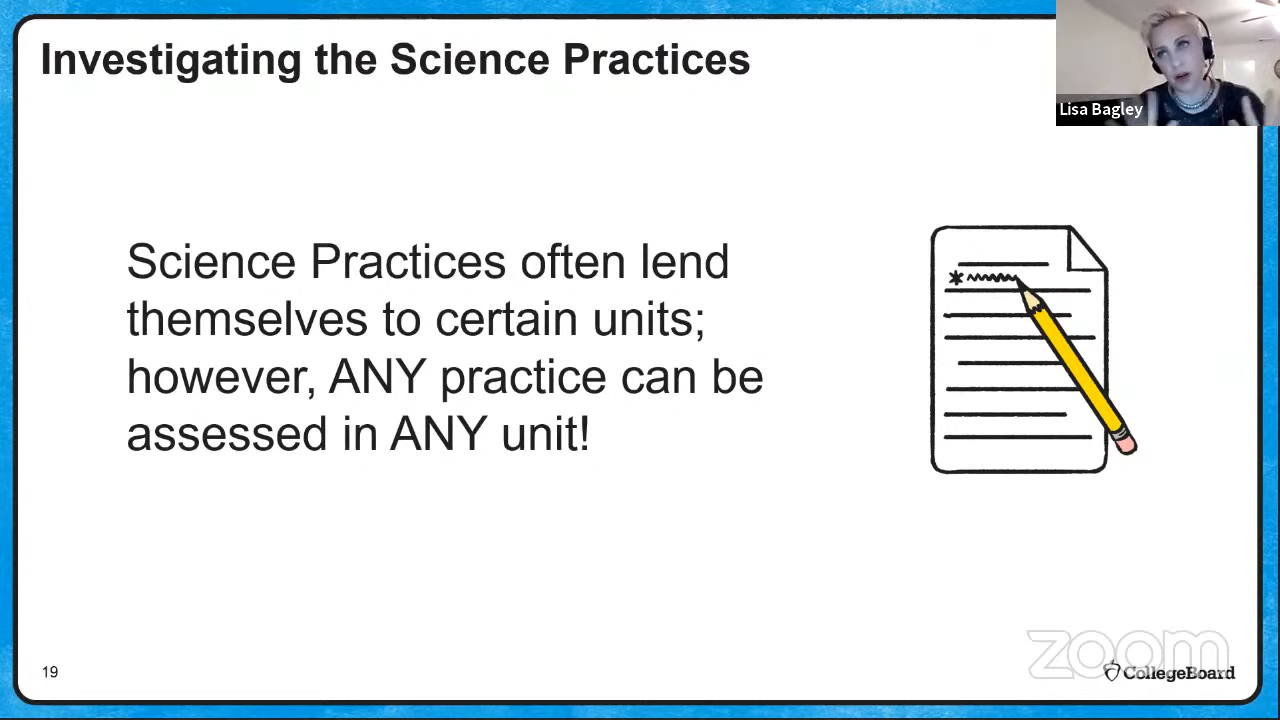 Investigating the Science Practices
Lisa Bagley
Science Practices often lend
themselves to certain units;
however, ANY practice can be
assessed in ANY unit!
zoom
19
CollegeBoard